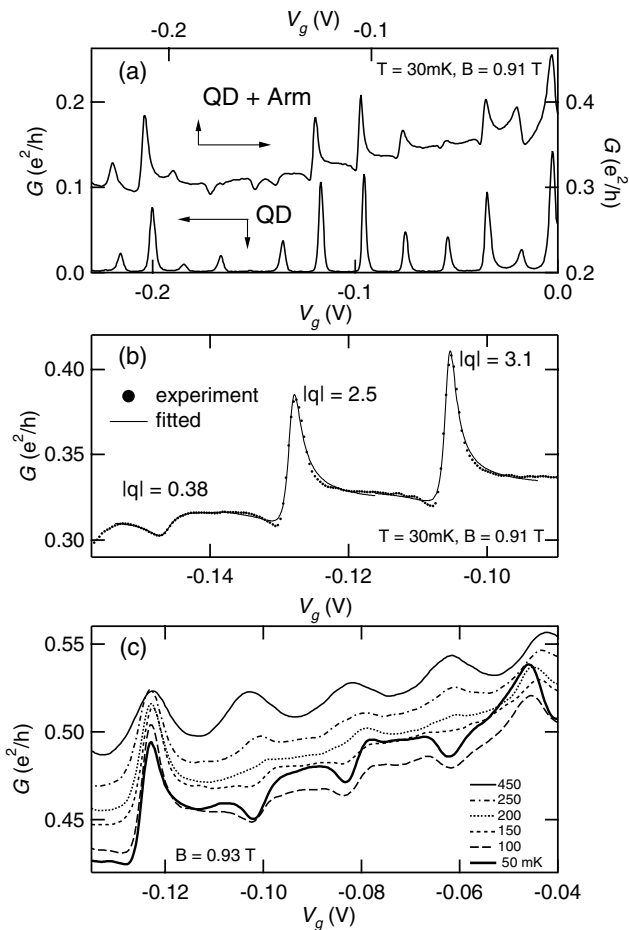 V_g (V)
-0.2 -0.1
(a) T = 30mK, B = 0.91 T
QD + Arm
QD
G (e²/h)
0.2
0.1
0.0
0.4
0.3
0.2
G (e²/h)
-0.2 -0.1 0.0
V_g (V)
(b)
|q| = 3.1
experiment
|q| = 2.5
fitted
|q| = 0.38
T = 30mK, B = 0.91 T
G (e²/h)
0.40
0.35
0.30
-0.14 -0.12 -0.10
V_g (V)
(c)
G (e²/h)
0.55
0.50
0.45
450
250
200
150
100
50 mK
B = 0.93 T
-0.12 -0.10 -0.08 -0.06 -0.04
V_g (V)